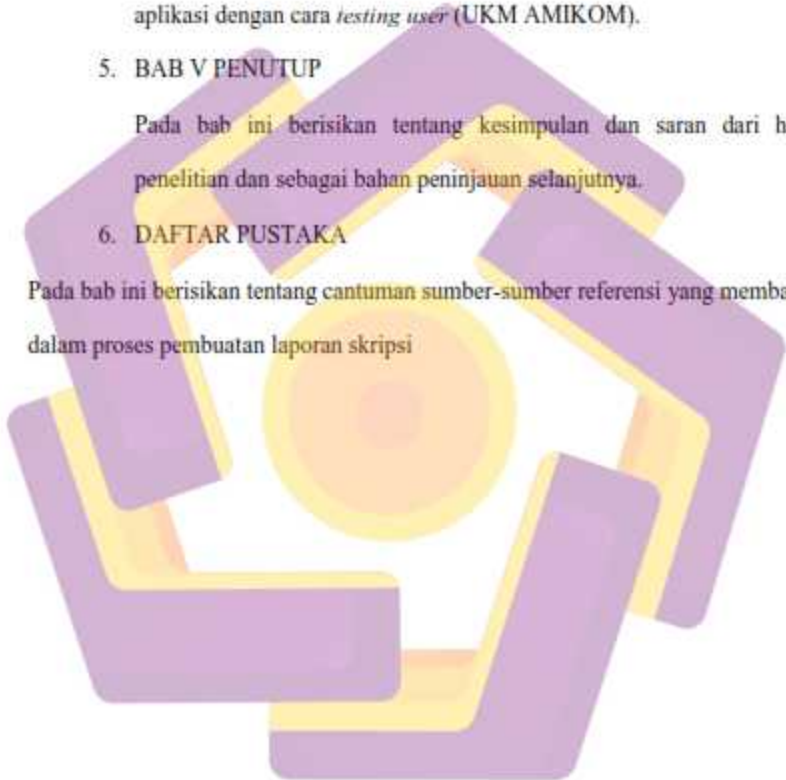 aplikasi dengan cara testing user (UKM AMIKOM).
5. BAB V PENUTUP
Pada bab ini berisikan tentang kesimpulan dan saran dari h
penelitian dan sebagai bahan peninjauan selanjutnya.
6. DAFTAR PUSTAKA
Pada bab ini berisikan tentang cantuman sumber-sumber referensi yang memba
dalam proses pembuatan laporan skripsi